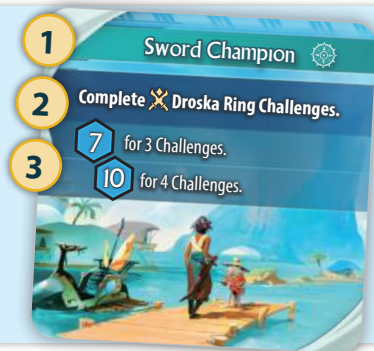 1 Sword Champion
2 Complete Droska Ring Challenges.
7 for 3 Challenges.
3 10 for 4 Challenges.